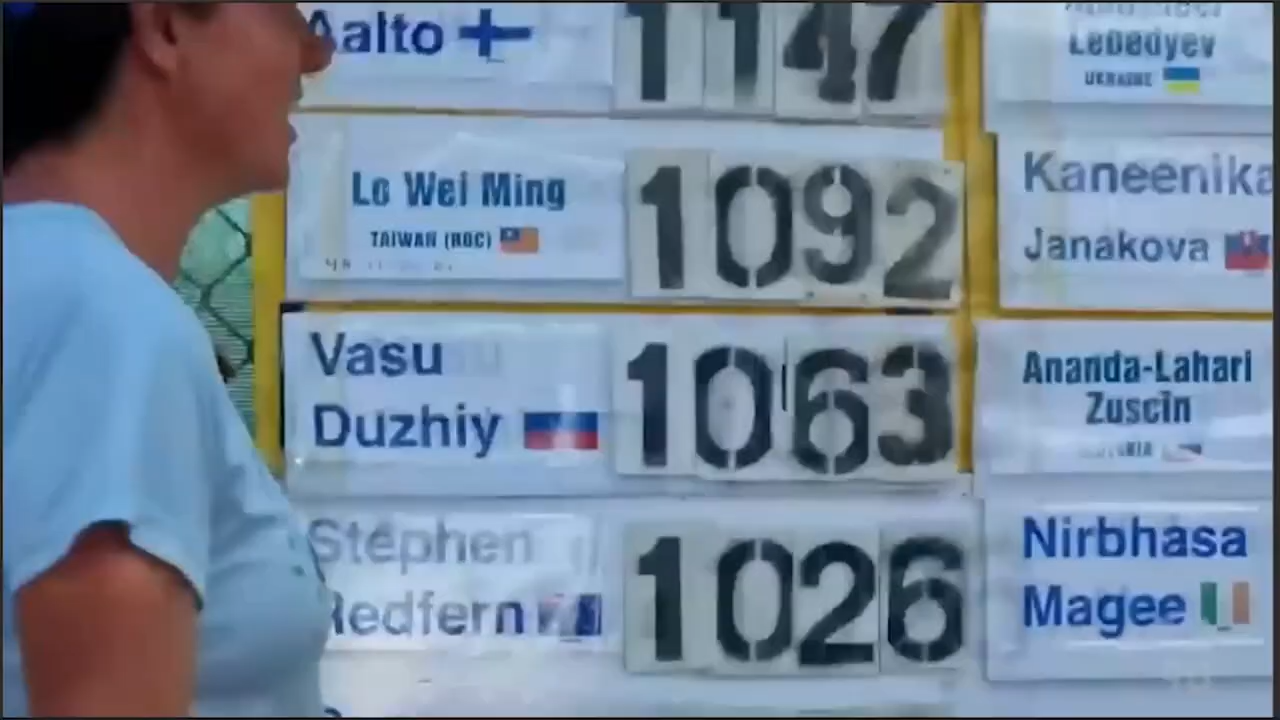 Aalto
1147
Lo Wei Ming
TAIWAN (ROC)
1092
Vasu
Duzhiy
1063
Stephen
Redfern
1026
Lebedyev
UKRAINE
Kaneenika
Janakova
Ananda-Lahari
Zuscin
Nirbhasa
Magee